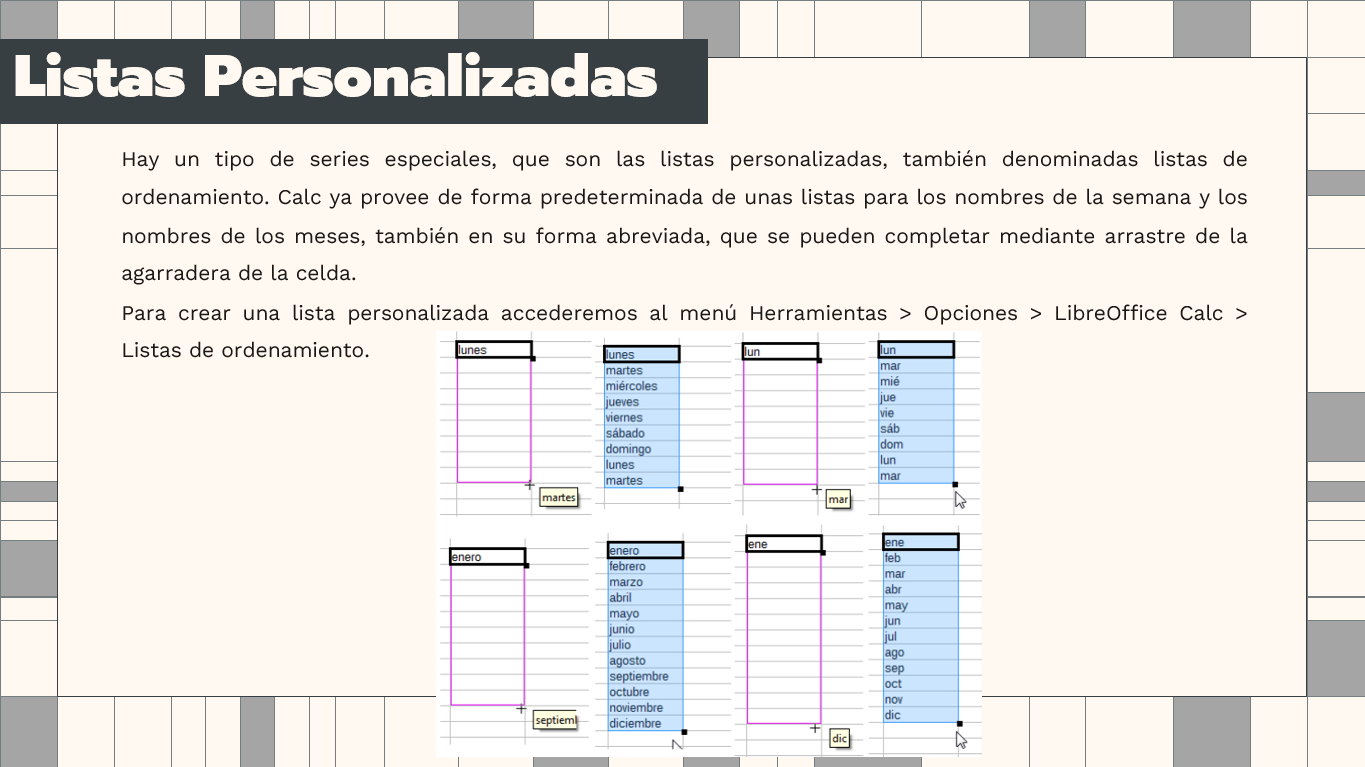 Listas Personalizadas
Hay un tipo de series especiales, que son las listas personalizadas, también denominadas listas de
ordenamiento. Calc ya provee de forma predeterminada de unas listas para los nombres de la semana y los
nombres de los meses, también en su forma abreviada, que se pueden completar mediante arrastre de la
agarradera de la celda.
Para crear una lista personalizada accederemos al menú Herramientas > Opciones > LibreOffice Calc >
Listas de ordenamiento.
lunes
martes
lunes
martes
miércoles
jueves
viernes
sábado
domingo
lunes
martes
lun
mar
lun
mar
mié
jue
vie
sáb
dom
lun
mar
enero
septiem
enero
febrero
marzo
abril
mayo
junio
julio
agosto
septiembre
octubre
noviembre
diciembre
ene
dic
ene
feb
mar
abr
may
jun
jul
ago
sep
oct
nov
dic